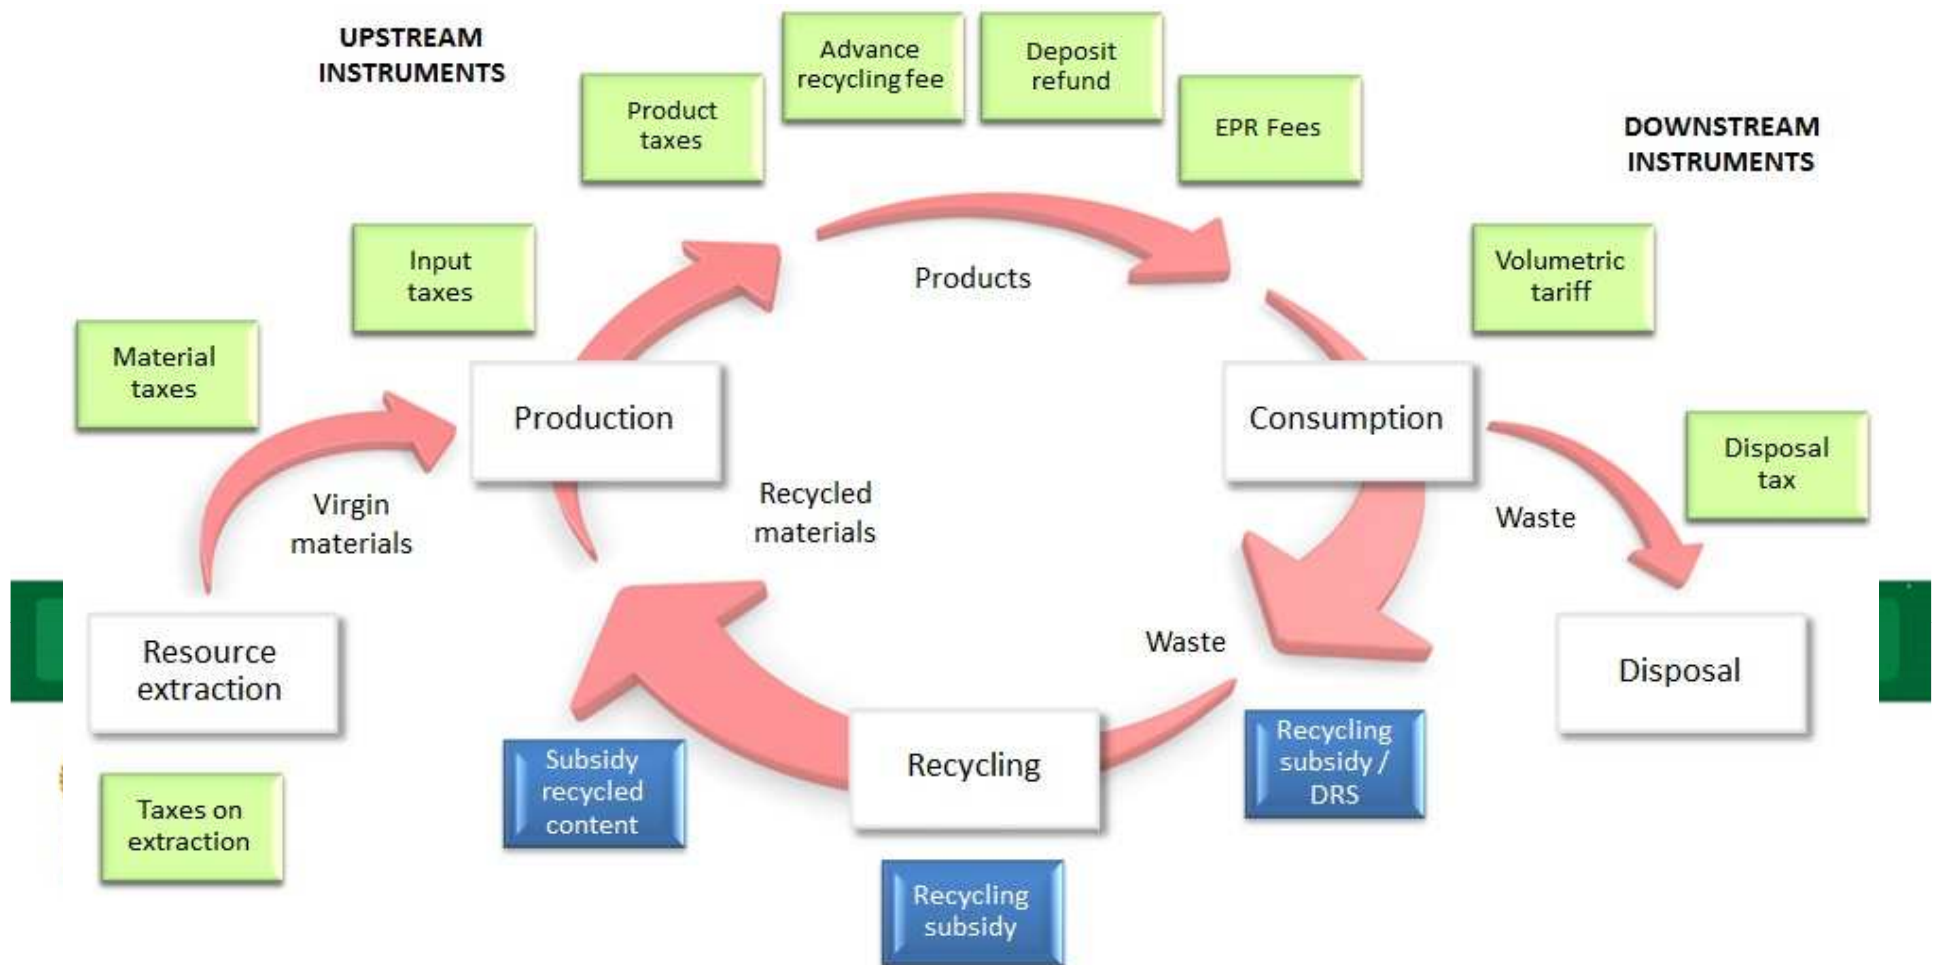 UPSTREAM
INSTRUMENTS
Advance
recycling fee
Deposit
refund
Product
taxes
EPR Fees
DOWNSTREAM
INSTRUMENTS
Input
taxes
Products
Volumetric
tariff
Material
taxes
Production
Consumption
Disposal
tax
Virgin
materials
Recycled
materials
Waste
Resource
extraction
Waste
Disposal
Subsidy
recycled
content
Recycling
Recycling
subsidy /
DRS
Taxes on
extraction
Recycling
subsidy